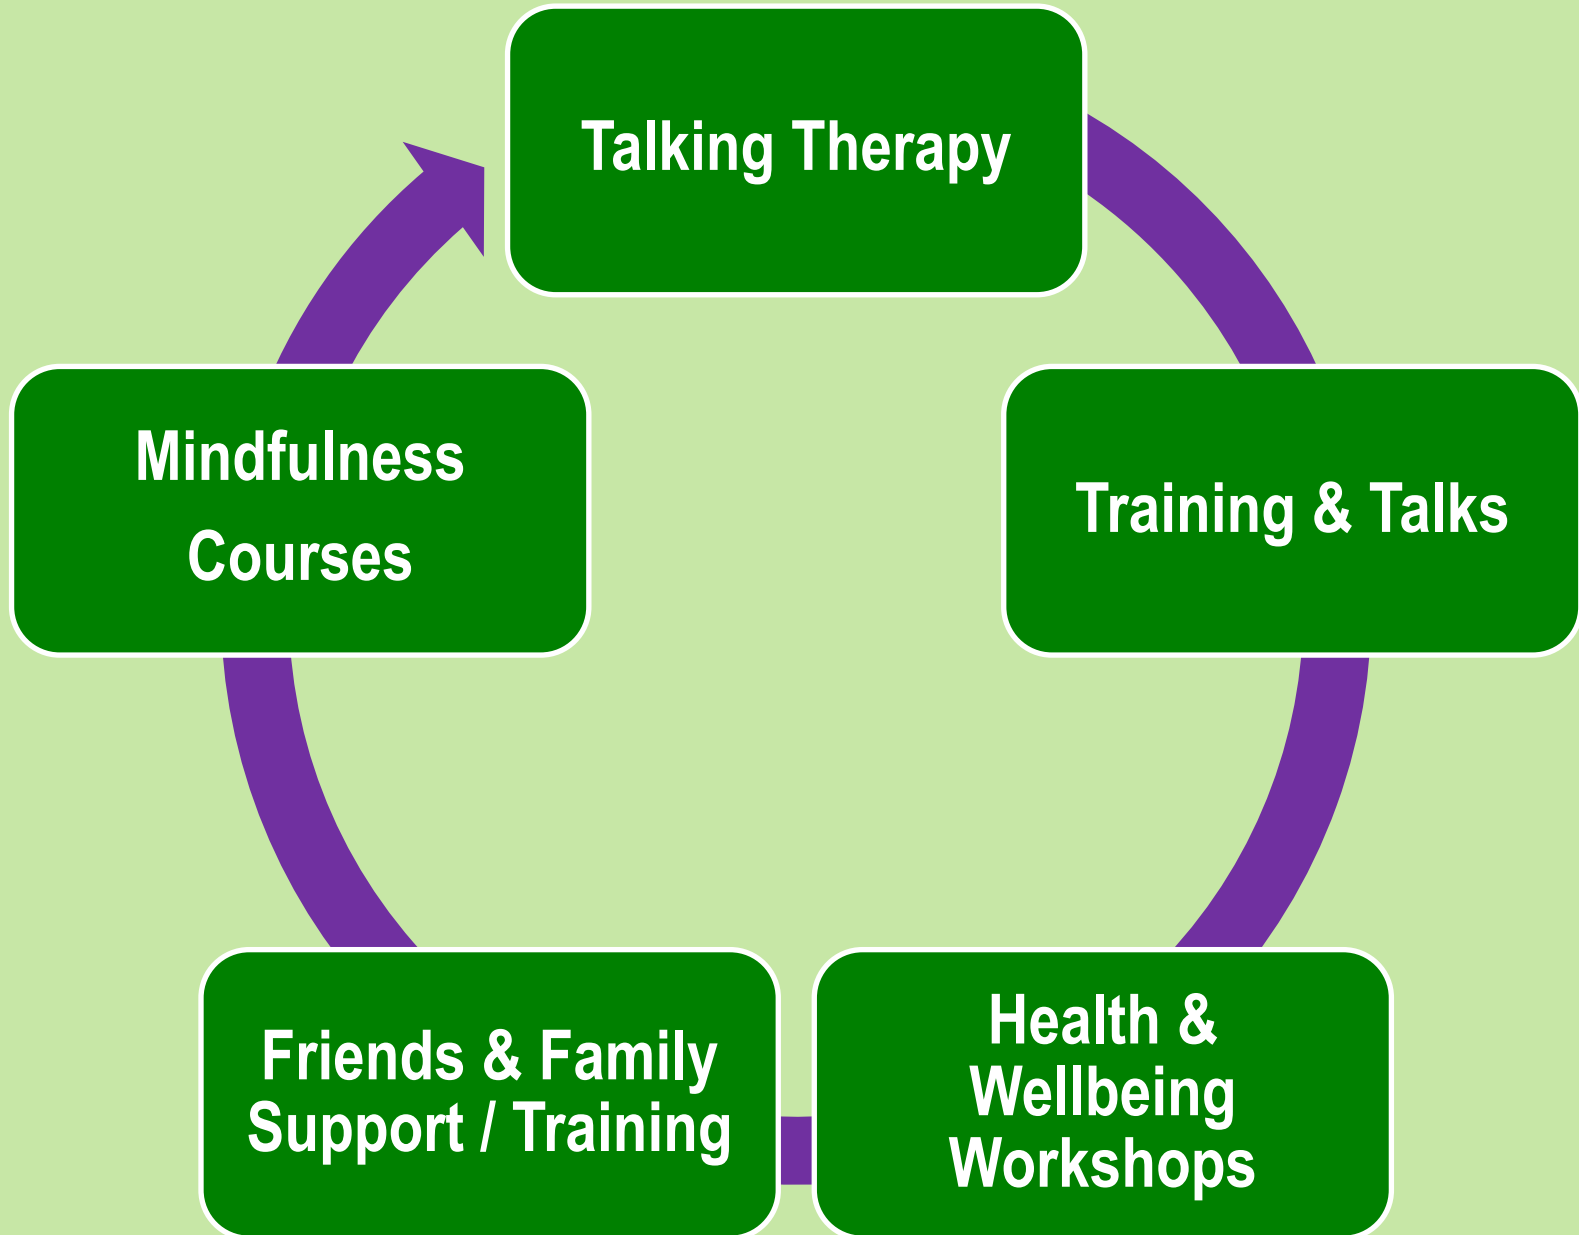 Talking Therapy
Training & Talks
Health &
Wellbeing
Workshops
Friends & Family
Support / Training
Mindfulness
Courses